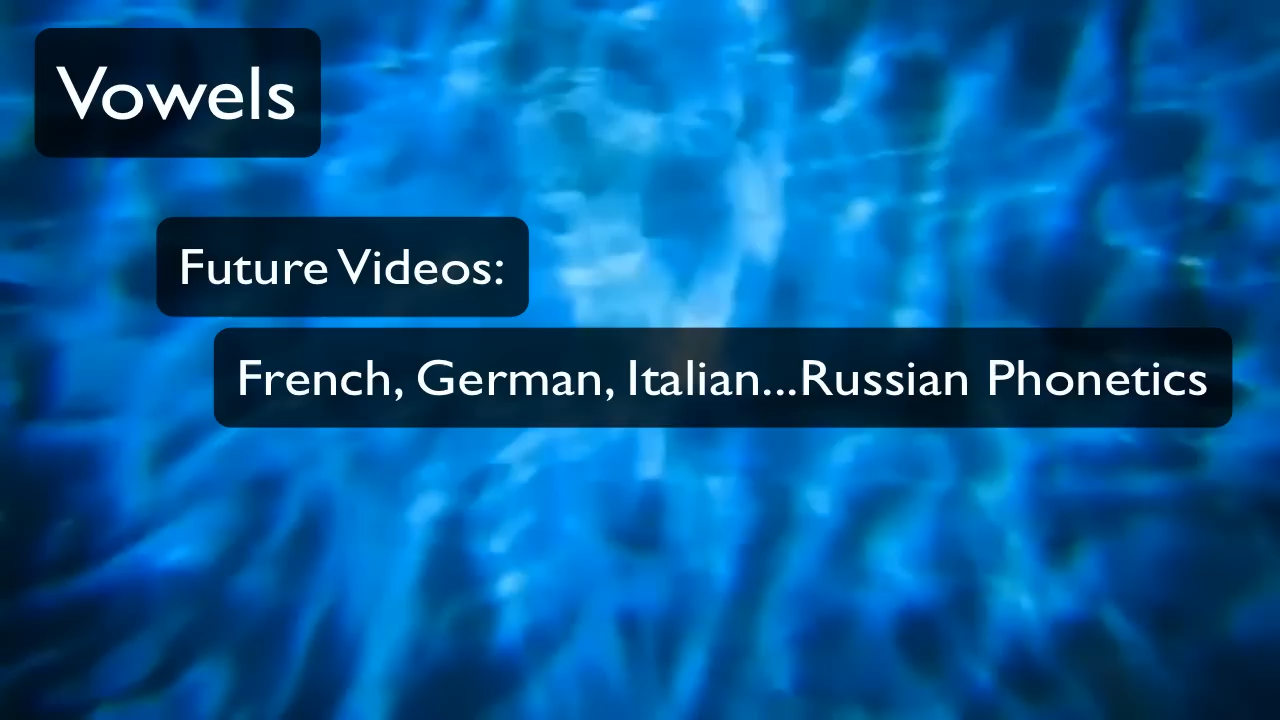 Vowels
Future Videos:
French, German, Italian...Russian Phonetics